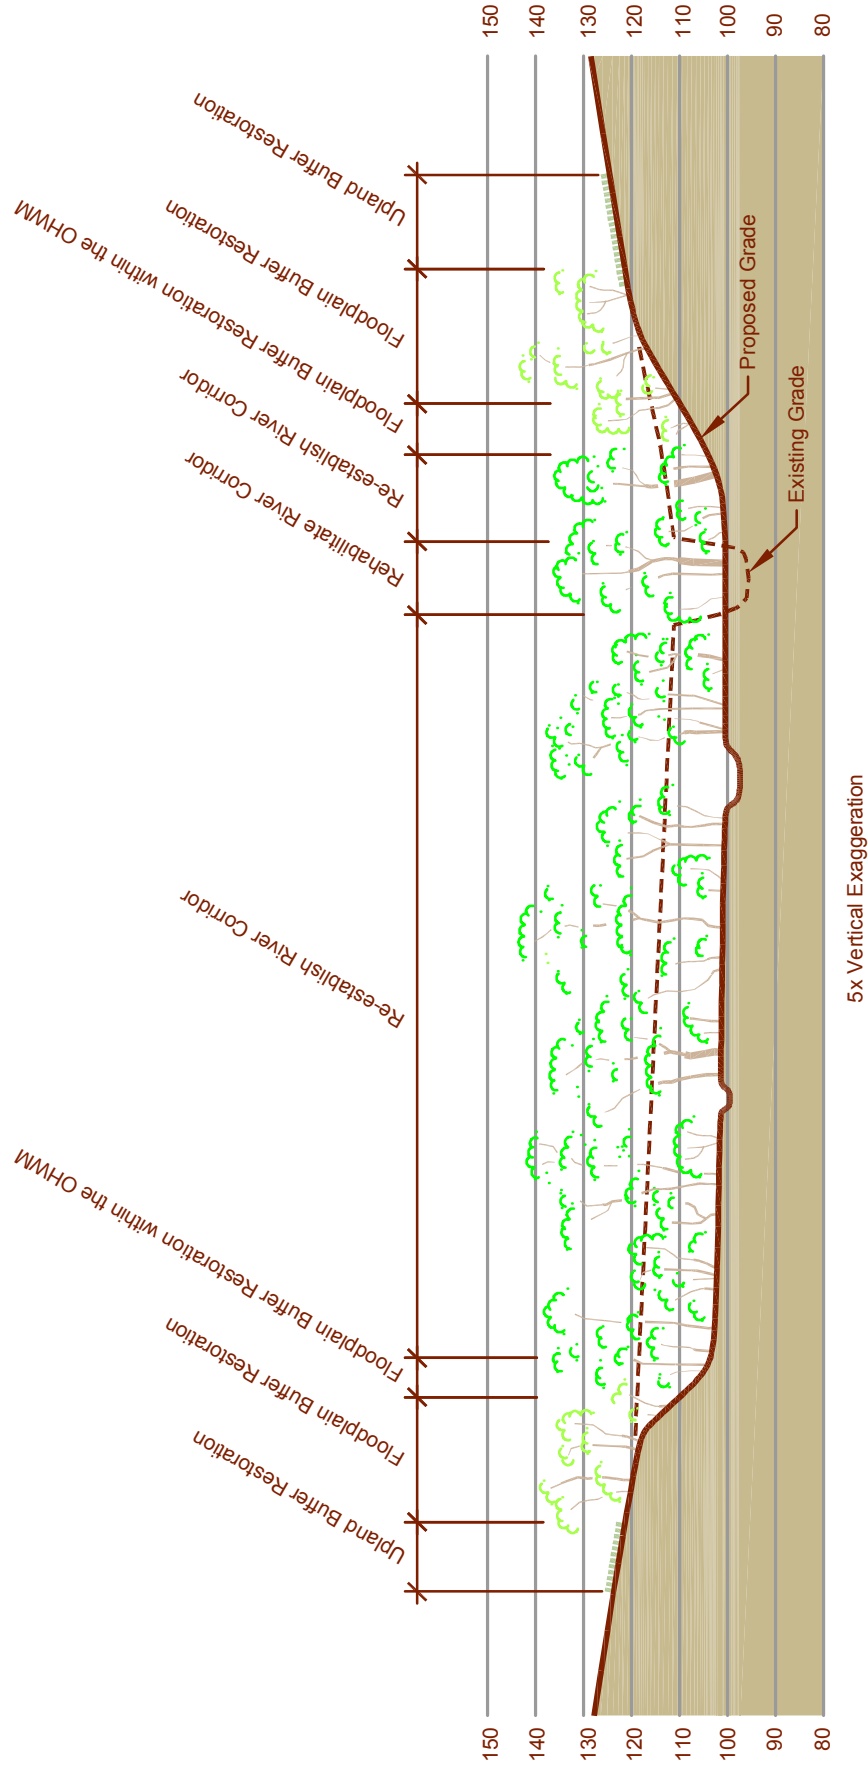 Upland Buffer Restoration
Floodplain Buffer Restoration
Floodplain Buffer Restoration within the OHWM
Re-establish River Corridor
Rehabilitate River Corridor
Re-establish River Corridor
Floodplain Buffer Restoration within the OHWM
Floodplain Buffer Restoration
Upland Buffer Restoration
150
140
130
120
110
100
90
80
150
140
130
120
110
100
90
80
Proposed Grade
Existing Grade
5x Vertical Exaggeration